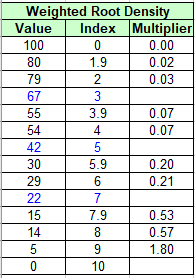 Weighted Root Density
Value Index Multiplier
100 0 0.00
80 1.9 0.02
79 2 0.03
67 3
55 3.9 0.07
54 4 0.07
42 5
30 5.9 0.20
29 6 0.21
22 7
15 7.9 0.53
14 8 0.57
5 9 1.80
0 10